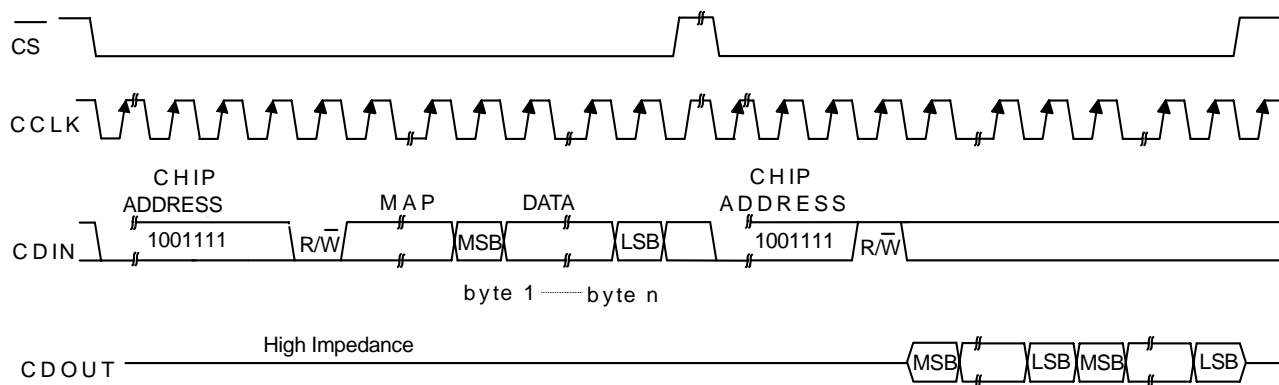 CS
CCLK
CHIP
ADDRESS
MAP
DATA
CHIP
ADDRESS
CDIN
1001111
R/W
MSB
LSB
1001111
R/W
byte 1
byte n
High Impedance
CDOUT
MSB
LSB
MSB
LSB